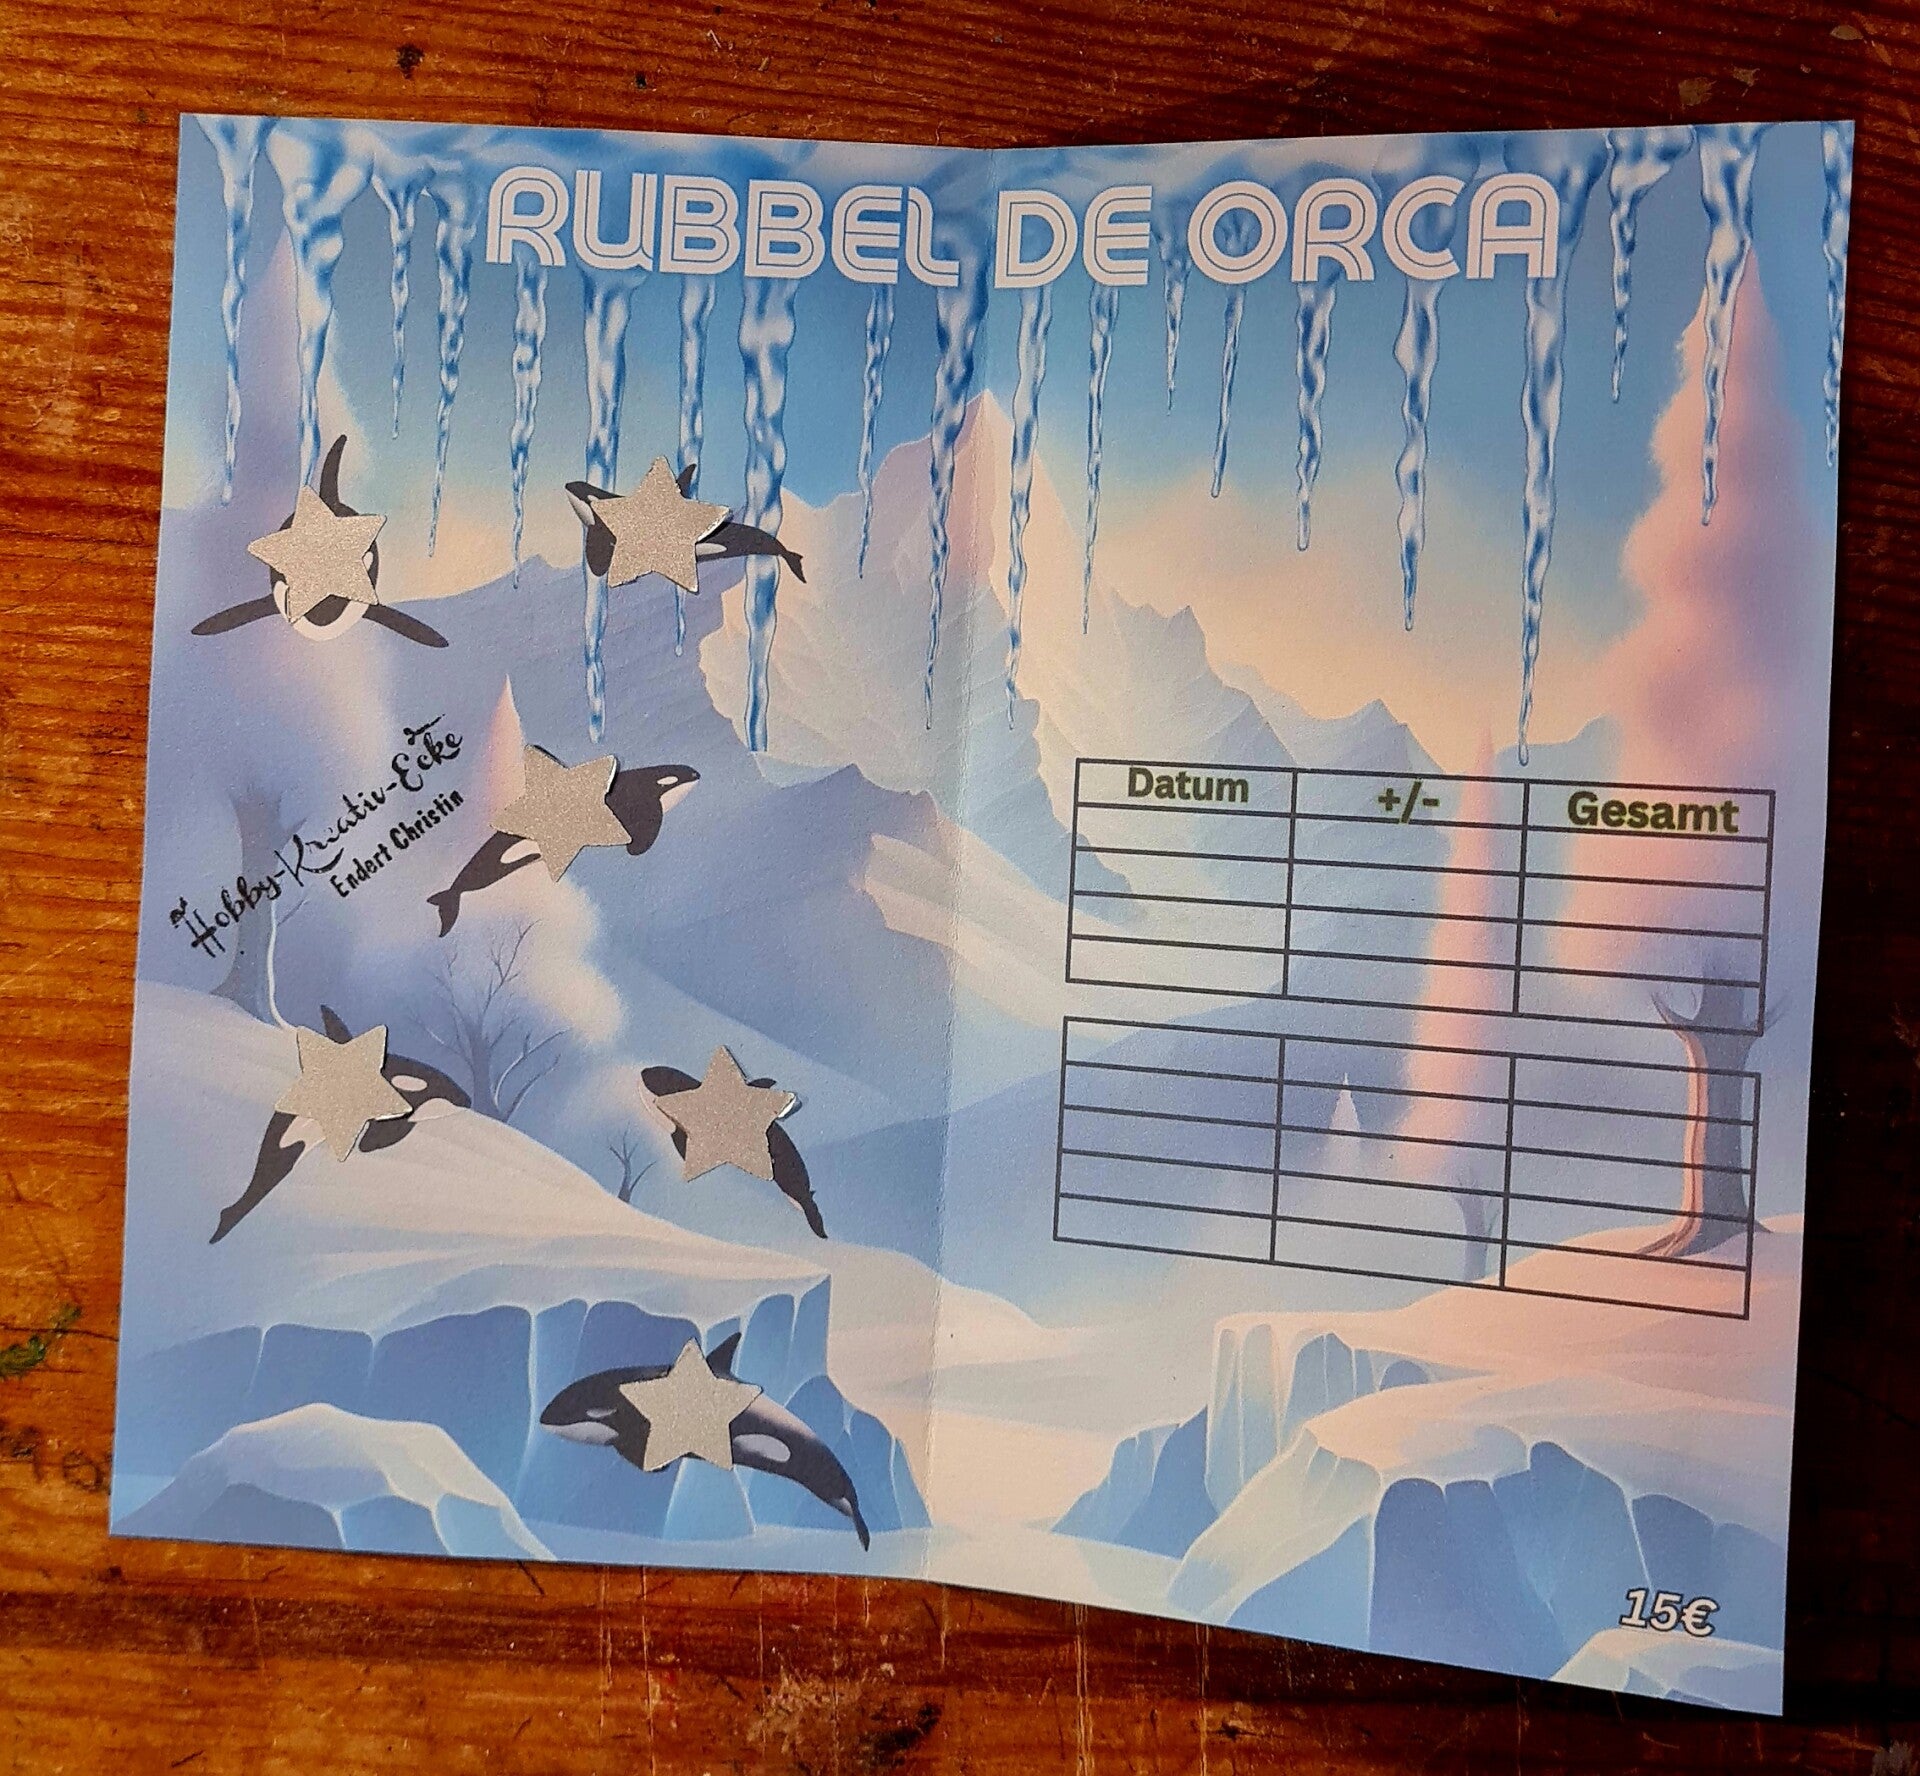 RUBBEL DE ORCA
Hobby-Kreativ-Ecke
Endert Christin
Datum +/- Gesamt
15€